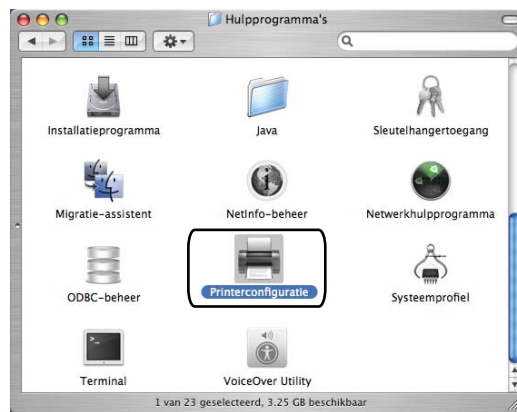 Hulpprogramma's
Installatieprogramma
Java
Sleutelhangertoegang
Migratie-assistent
NetInfo-beheer
Netwerkhulpprogramma
ODBC-beheer
Printerconfiguratie
Systeemprofiel
Terminal
VoiceOver Utility
1 van 23 geselecteerd, 3.25 GB beschikbaar